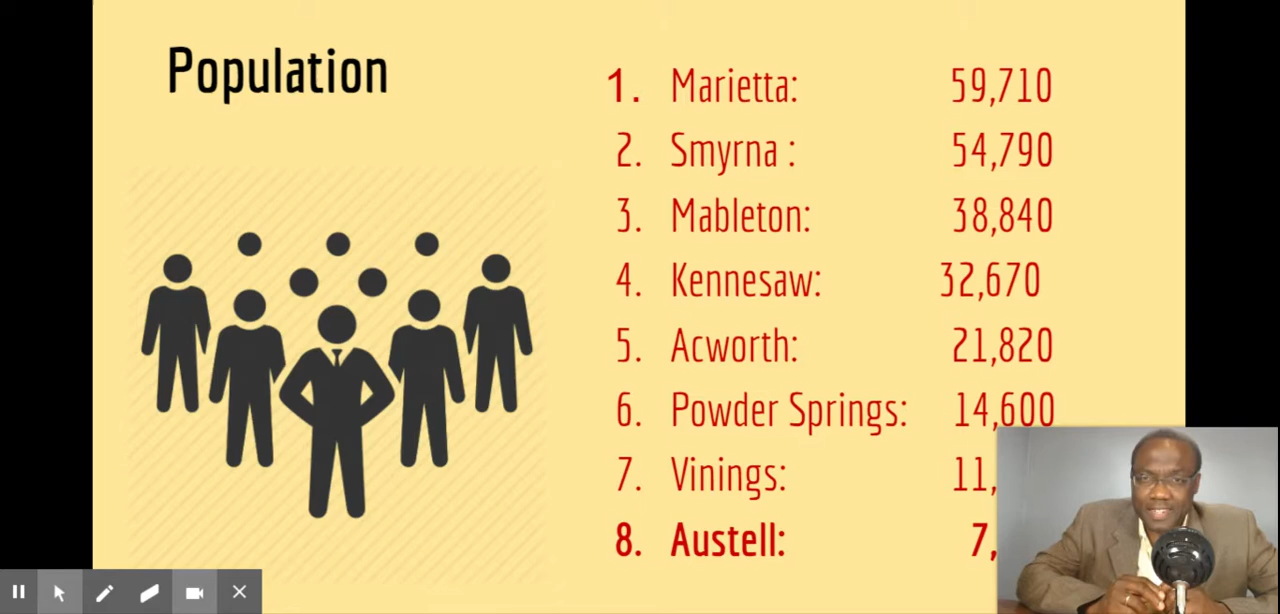 Population
1. Marietta: 59,710
2. Smyrna : 54,790
3. Mableton: 38,840
4. Kennesaw: 32,670
5. Acworth: 21,820
6. Powder Springs: 14,600
7. Vinings: 11,
8. Austell: 7,